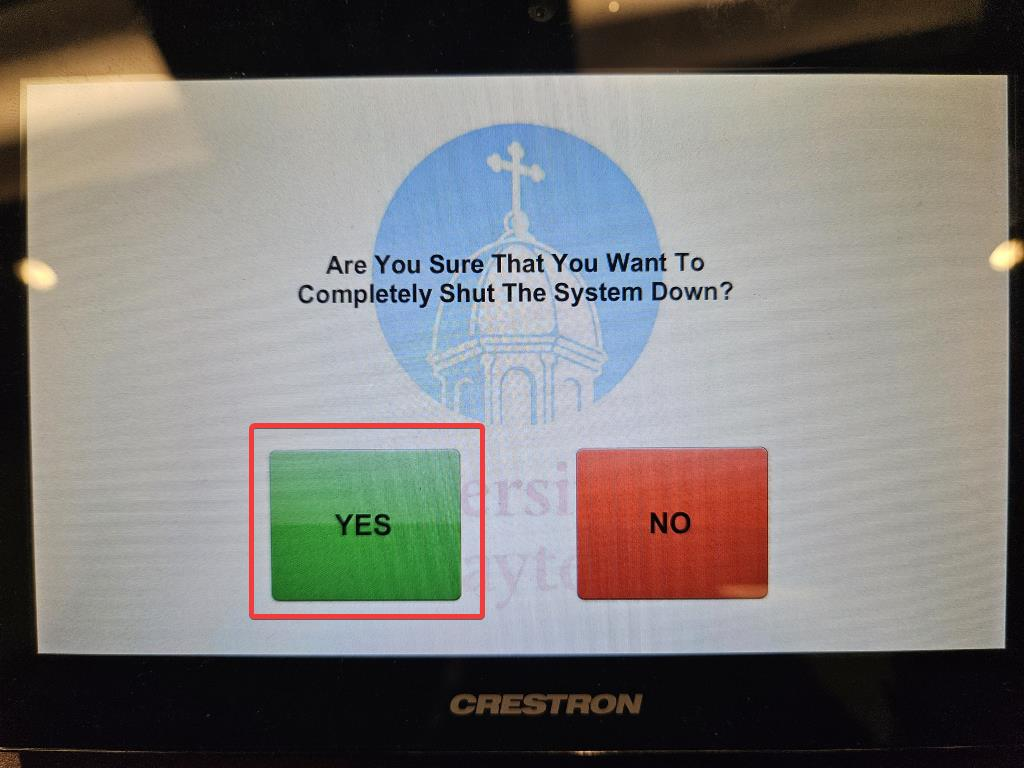 Are You Sure That You Want To
Completely Shut The System Down?
YES
NO
CRESTRON